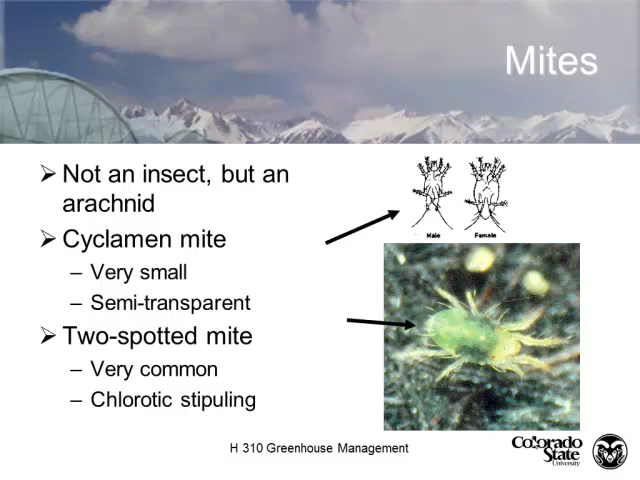 Mites
➢ Not an insect, but an
arachnid
➢ Cyclamen mite
– Very small
– Semi-transparent
➢ Two-spotted mite
– Very common
– Chlorotic stipuling
Male Female
H 310 Greenhouse Management
Colorado
State
University